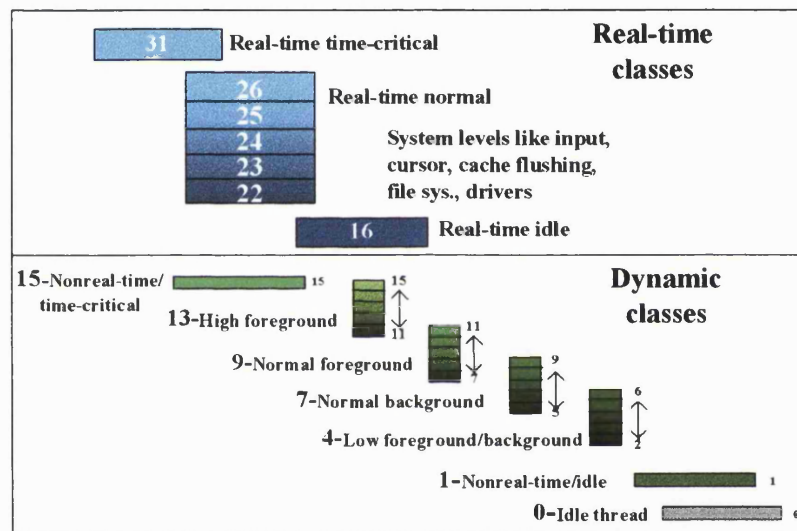 31 Real-time time-critical
Real-time
classes
26 Real-time normal
25
24 System levels like input,
23 cursor, cache flushing,
22 file sys., drivers
16 Real-time idle
15-Nonreal-time/
time-critical
15
Dynamic
classes
13-High foreground
15
11
9-Normal foreground
11
7
7-Normal background
9
5
4-Low foreground/background
6
2
1-Nonreal-time/idle
1
0-Idle thread